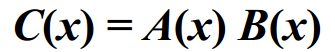 C(x) = A(x) B(x)